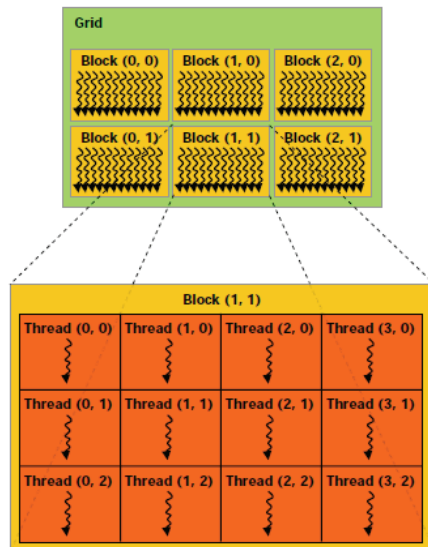 Grid
Block (0, 0) Block (1, 0) Block (2, 0)
Block (0, 1) Block (1, 1) Block (2, 1)
Block (1, 1)
Thread (0, 0) Thread (1, 0) Thread (2, 0) Thread (3, 0)
Thread (0, 1) Thread (1, 1) Thread (2, 1) Thread (3, 1)
Thread (0, 2) Thread (1, 2) Thread (2, 2) Thread (3, 2)